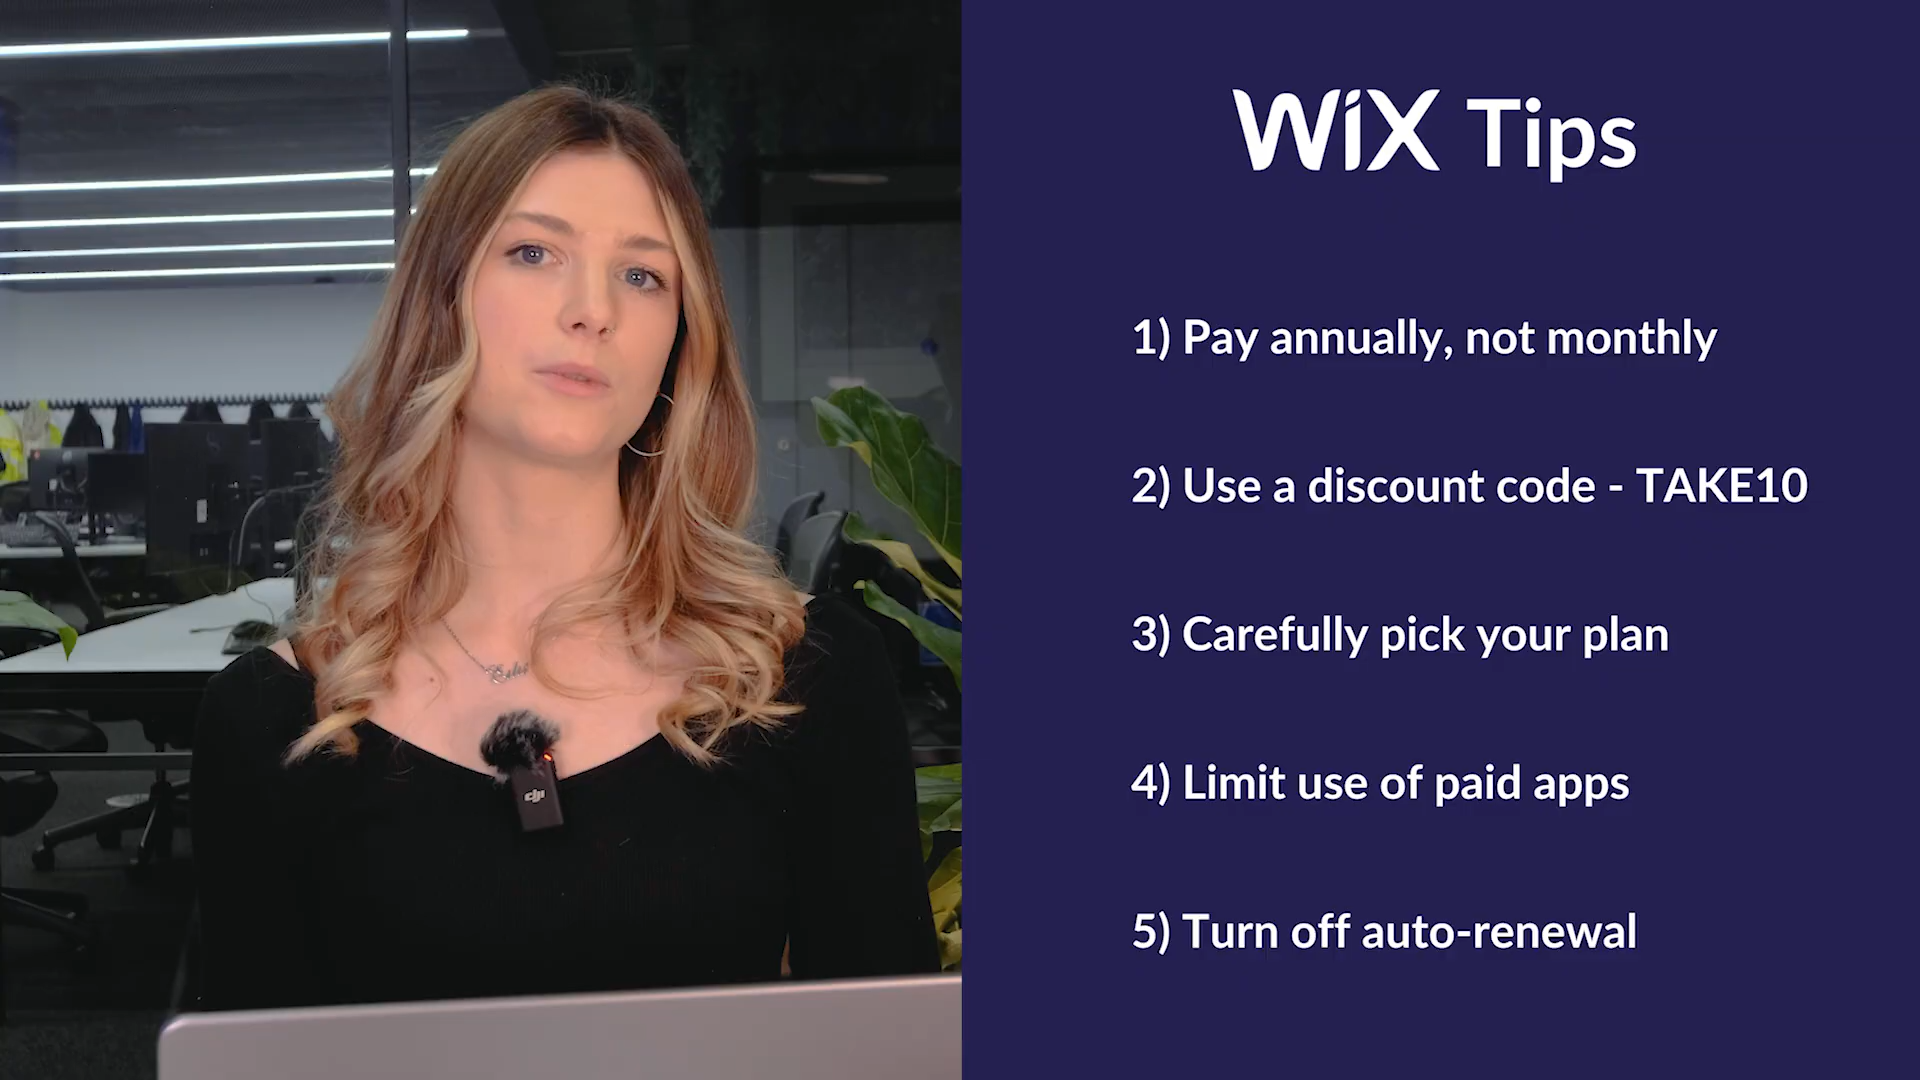 WiX Tips
1) Pay annually, not monthly
2) Use a discount code - TAKE10
3) Carefully pick your plan
4) Limit use of paid apps
5) Turn off auto-renewal
dji